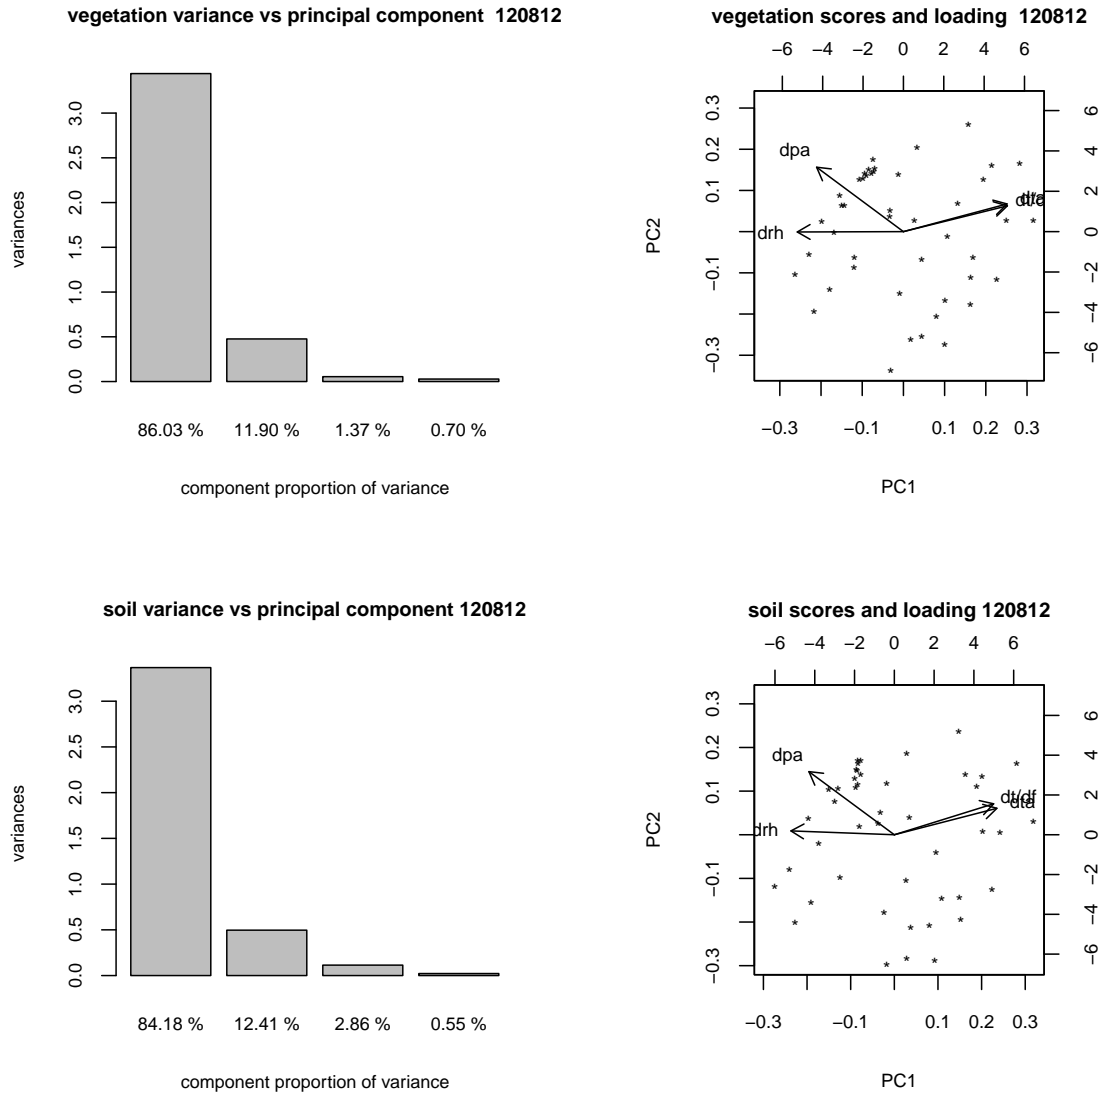 vegetation variance vs principal component 120812
variances
0.0 0.5 1.0 1.5 2.0 2.5 3.0
86.03 % 11.90 % 1.37 % 0.70 %
component proportion of variance
vegetation scores and loading 120812
−6 −4 −2 0 2 4 6
PC2
−0.3 −0.1 0.1 0.2 0.3
dpa
drh
−6 −4 −2 0 2 4 6
−0.3 −0.1 0.1 0.2 0.3
PC1
soil variance vs principal component 120812
variances
0.0 0.5 1.0 1.5 2.0 2.5 3.0
84.18 % 12.41 % 2.86 % 0.55 %
component proportion of variance
soil scores and loading 120812
−6 −4 −2 0 2 4 6
PC2
−0.3 −0.1 0.1 0.2 0.3
dpa
drh
dt/df
dta
−6 −4 −2 0 2 4 6
−0.3 −0.1 0.1 0.2 0.3
PC1